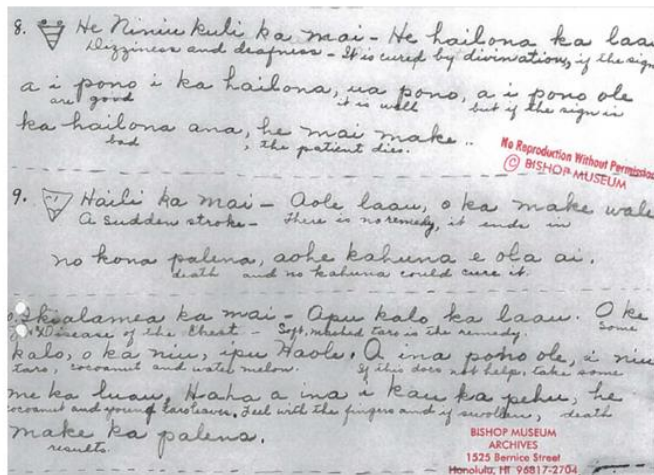 8. He Niniu kuli ka mai - He hailona ka laau
Dizziness and deafness - It is cured by divination, if the sign
a i pono i ka hailona, ua pono, a i pono ole
are good it is well but if the sign is
ka hailona ana, he mai make..
bad , the patient dies.
No Reproduction Without Permission
© BISHOP MUSEUM
9. Haili ka mai - Aole laau, o ka make wale
A sudden stroke - There is no remedy, it ends in
no kona palena, aohe kahuna e ola ai.
death and no kahuna could cure it.
ka mai - Apu kalo ka laau. O ke
Disease of the Chest - Soft, mashed taro is the remedy. Some
kalo, o ka niu, ipu Haole. A ina pono ole, i niu
taro, cocoanut and water melon. If this does not help, take some
me ka luau. Haha a ina i kau ka pehu, he
cocoanut and young taro leaves. Feel with the fingers and if swollen, death
make ka palena.
results.
BISHOP MUSEUM
ARCHIVES
1525 Bernice Street
Honolulu, HI 96817-2704